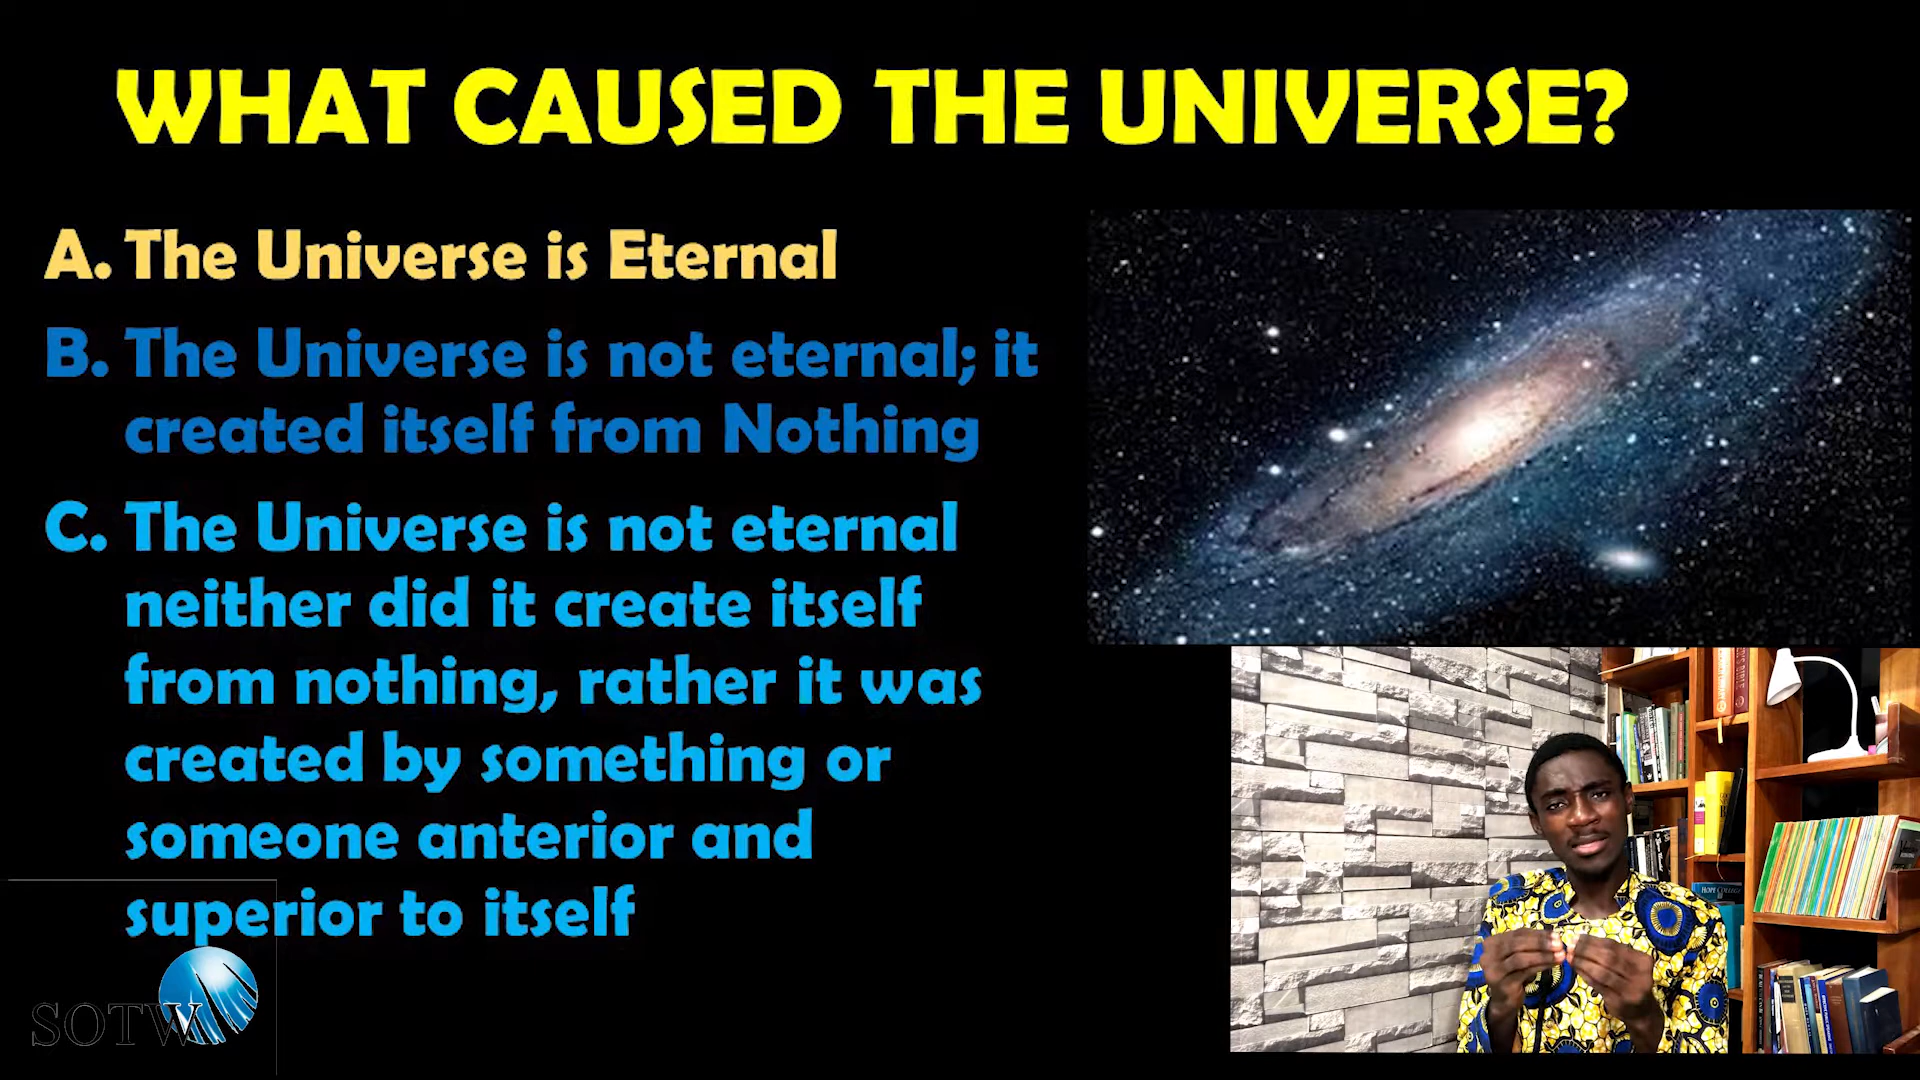 WHAT CAUSED THE UNIVERSE?
A. The Universe is Eternal
B. The Universe is not eternal; it
created itself from Nothing
C. The Universe is not eternal
neither did it create itself
from nothing, rather it was
created by something or
someone anterior and
superior to itself
SOTW
HOPE COLLEGE